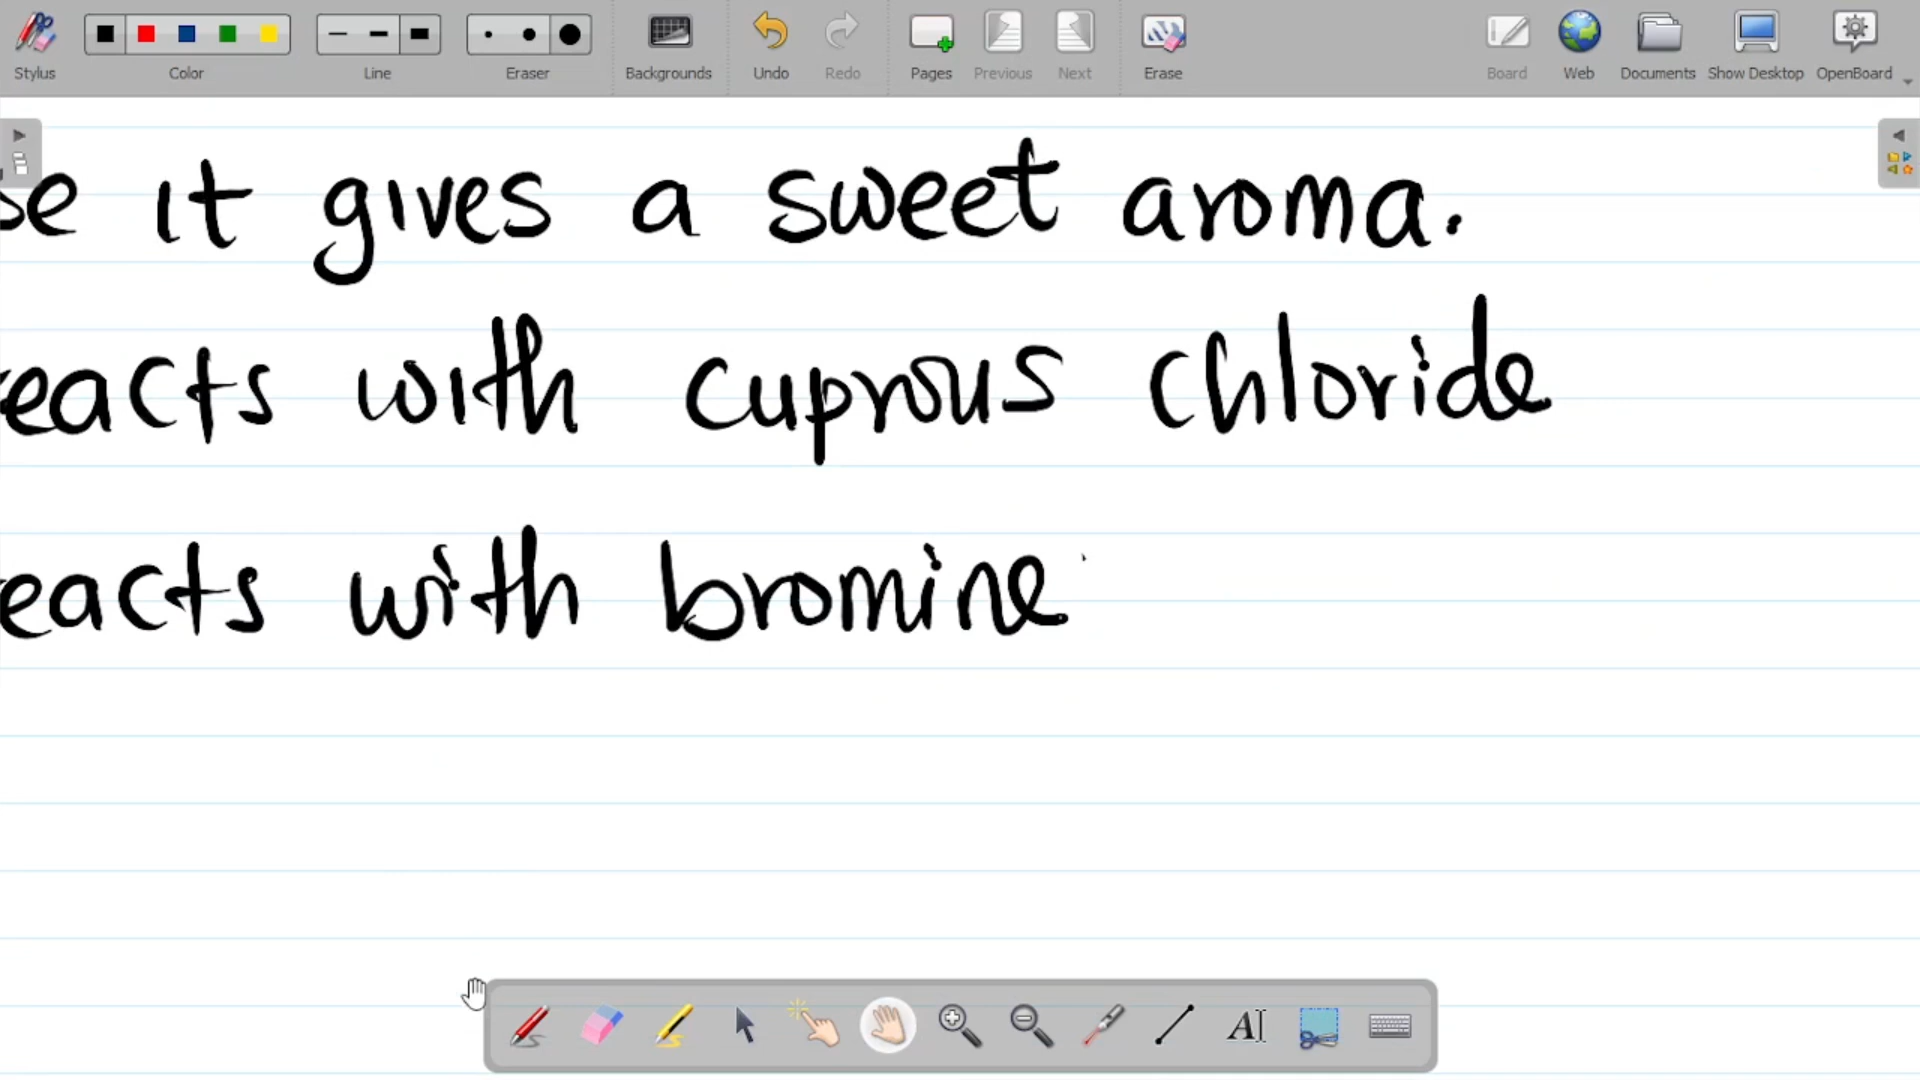 Stylus Color Line Eraser Backgrounds Undo Redo Pages Previous Next Erase Board Web Documents Show Desktop OpenBoard
it gives a sweet aroma.
eacts with cuprous chloride
eacts with bromine
AI